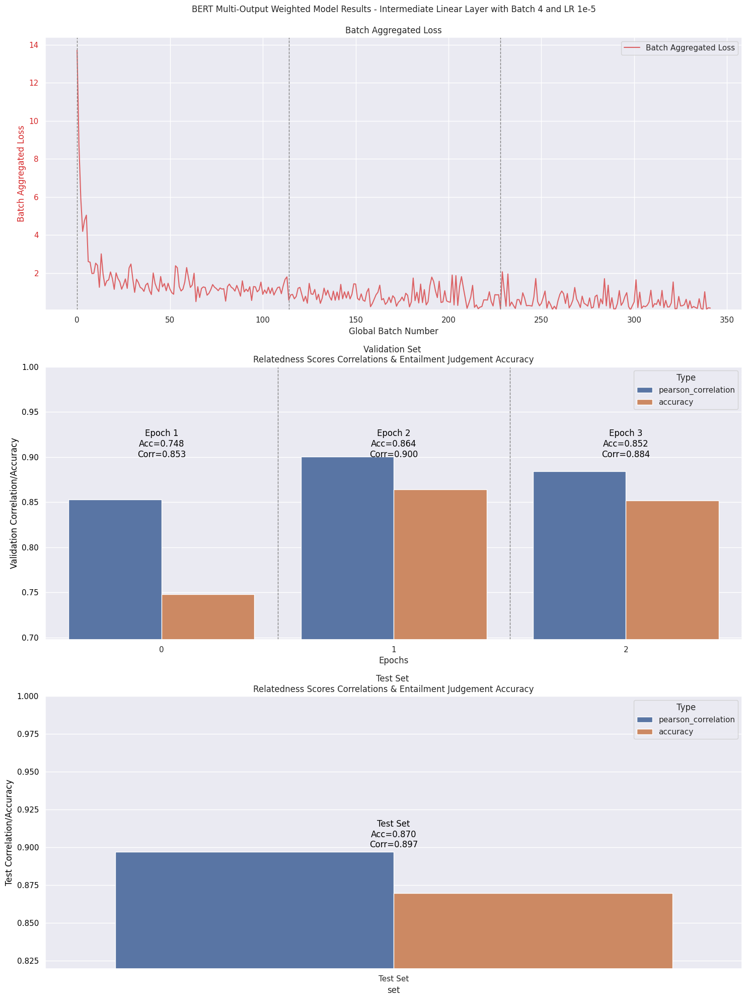 BERT Multi-Output Weighted Model Results - Intermediate Linear Layer with Batch 4 and LR 1e-5
Batch Aggregated Loss
Batch Aggregated Loss
14
12
10
8
6
4
2
Batch Aggregated Loss
0
50
100
150
200
250
300
350
Global Batch Number
Validation Set
Relatedness Scores Correlations & Entailment Judgement Accuracy
Type
pearson_correlation
accuracy
1.00
0.95
0.90
0.85
0.80
0.75
0.70
Validation Correlation/Accuracy
Epoch 1
Acc=0.748
Corr=0.853
Epoch 2
Acc=0.864
Corr=0.900
Epoch 3
Acc=0.852
Corr=0.884
0
1
2
Epochs
Test Set
Relatedness Scores Correlations & Entailment Judgement Accuracy
Type
pearson_correlation
accuracy
1.000
0.975
0.950
0.925
0.900
0.875
0.850
0.825
Test Correlation/Accuracy
Test Set
Acc=0.870
Corr=0.897
Test Set
set